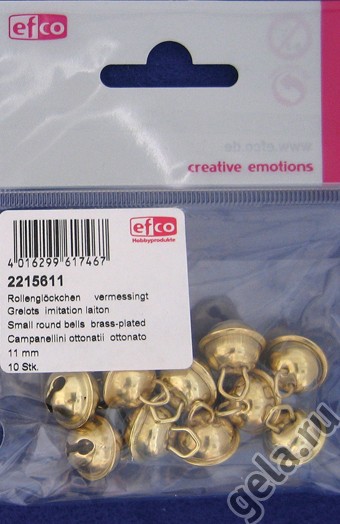 efco
www.efco.de
creative emotions
4 016299 617467
efco
Hobbyprodukte
2215611
Rollenglöckchen vermessingt
Grelots imitation laiton
Small round bells brass-plated
Campanellini ottonatii ottonato
11 mm
10 Stk.
gela.ru